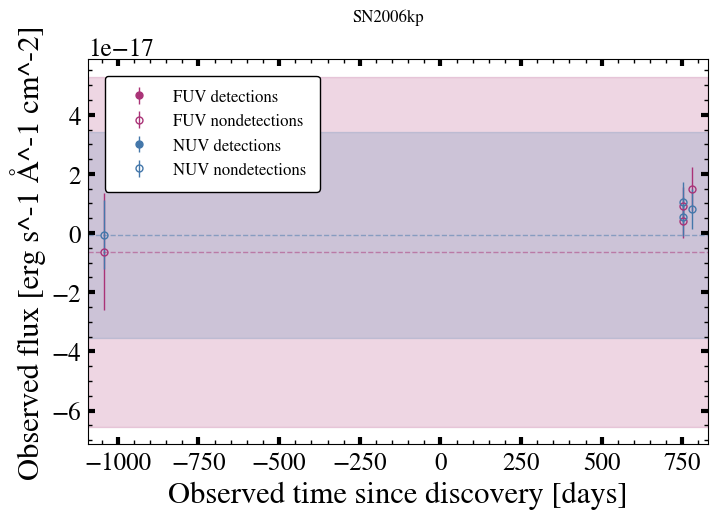 SN2006kp
1e−17
FUV detections
FUV nondetections
NUV detections
NUV nondetections
4
2
0
−2
−4
−6
−1000 −750 −500 −250 0 250 500 750
Observed time since discovery [days]
Observed flux [erg s^-1 Å^-1 cm^-2]